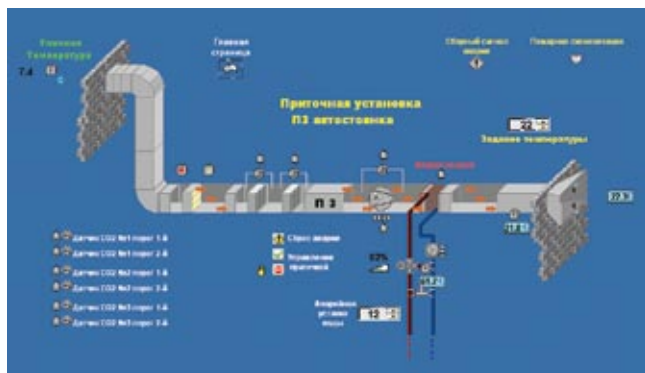 Уличная
Температура
7.4
Главная
страница
Сборный сигнал
аварии
Пожарная сигнализация
Приточная установка
П3 автостоянка
22
Задание температуры
П 3
Датчик CO2 №1 порог 1-й
Датчик CO2 №1 порог 2-й
Датчик CO2 №2 порог 1-й
Датчик CO2 №2 порог 2-й
Датчик CO2 №3 порог 1-й
Датчик CO2 №3 порог 2-й
Сброс аварии
Управление
приточкой
Аварийная
уставка
воды
12